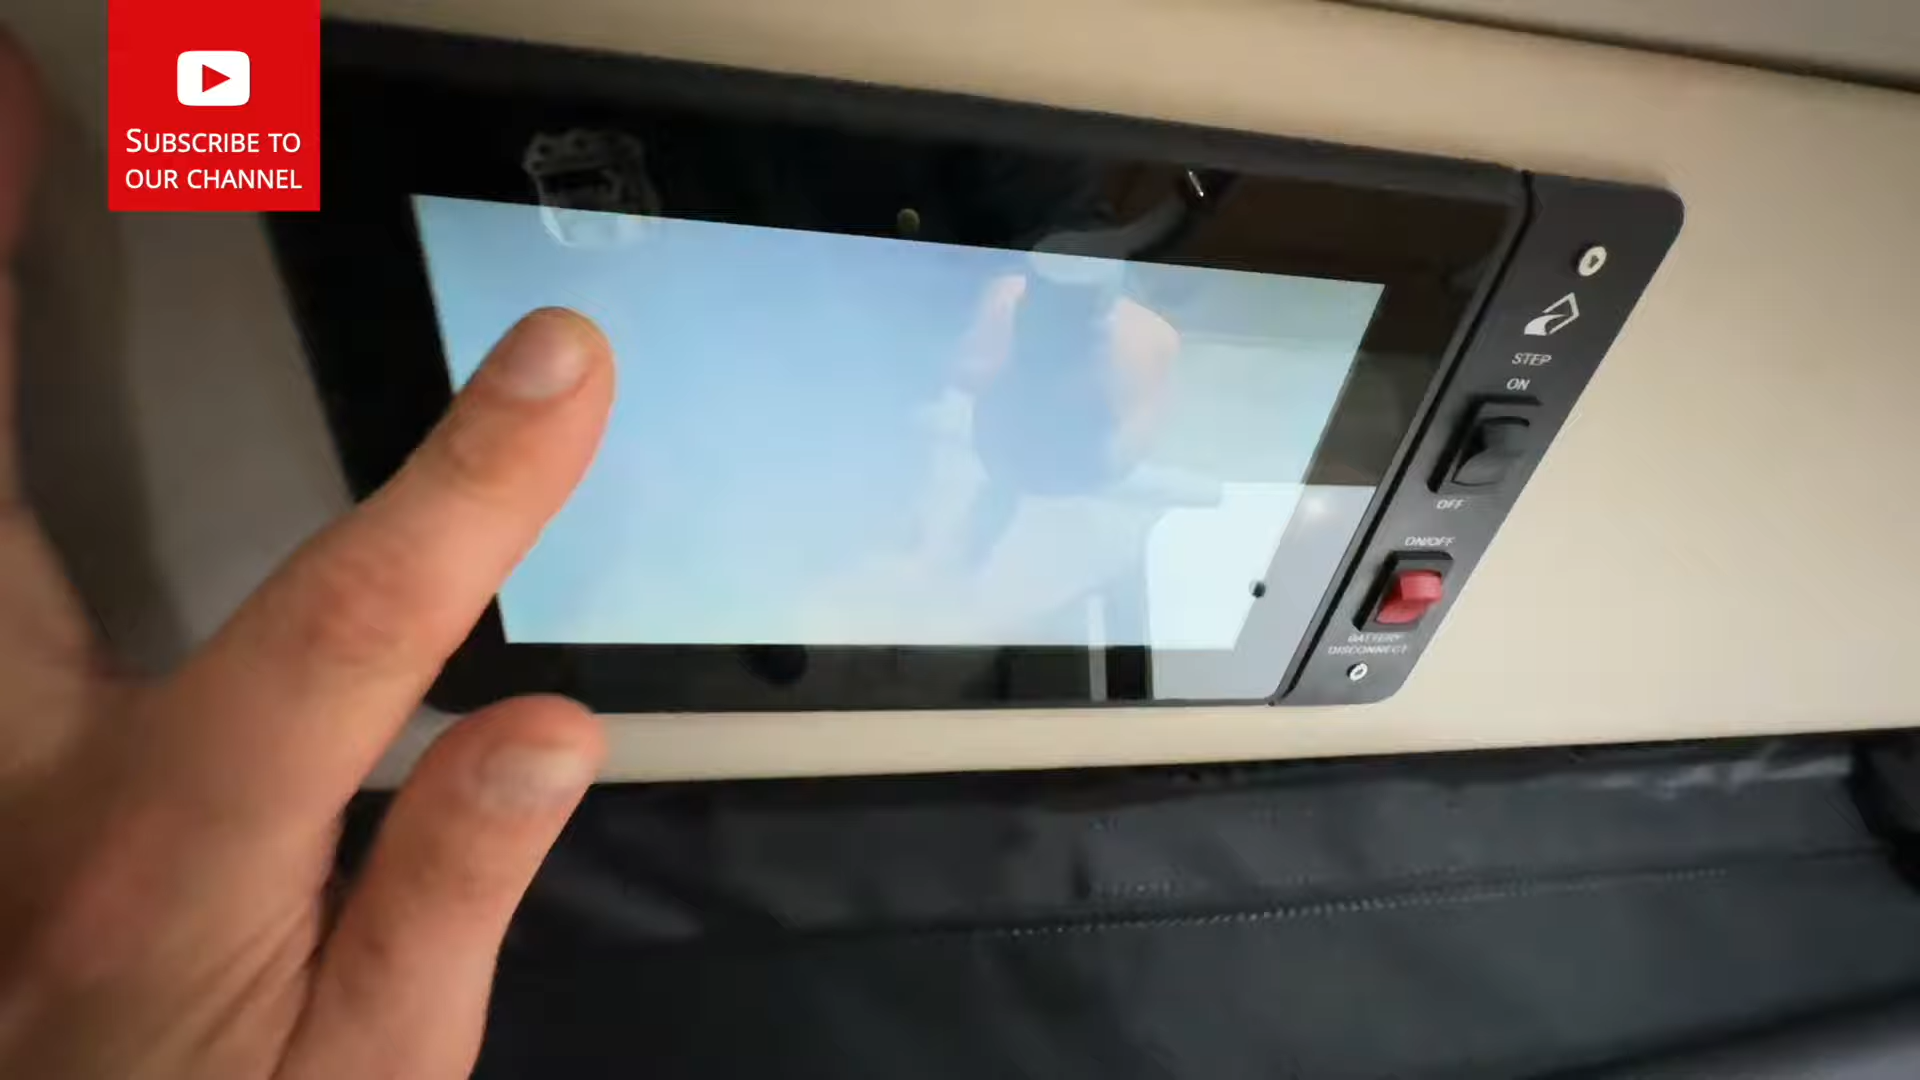 SUBSCRIBE TO
OUR CHANNEL
STEP
ON
OFF
ON/OFF
BATTERY
DISCONNECT